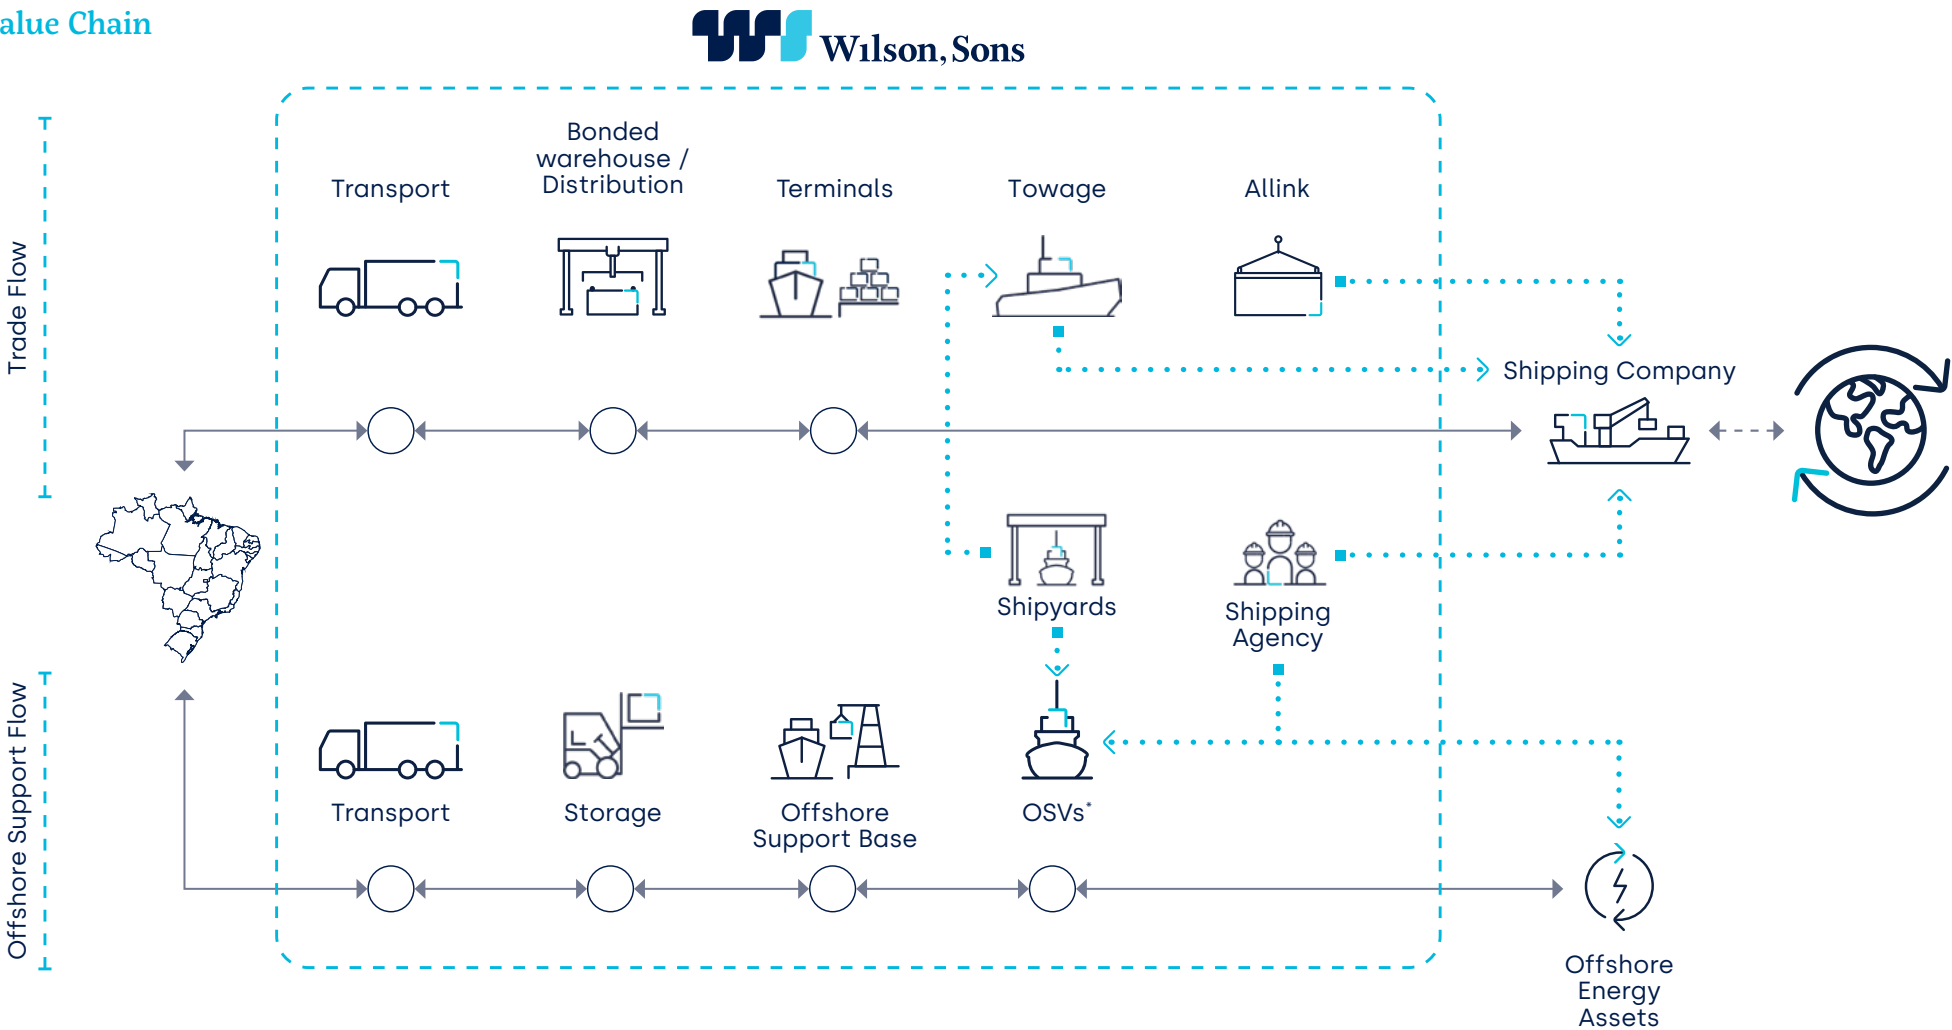 alue Chain
Wilson, Sons
Trade Flow
Transport
Bonded
warehouse /
Distribution
Terminals
Towage
Allink
Shipping Company
Shipyards
Shipping
Agency
Offshore Support Flow
Transport
Storage
Offshore
Support Base
OSVs*
Offshore
Energy
Assets